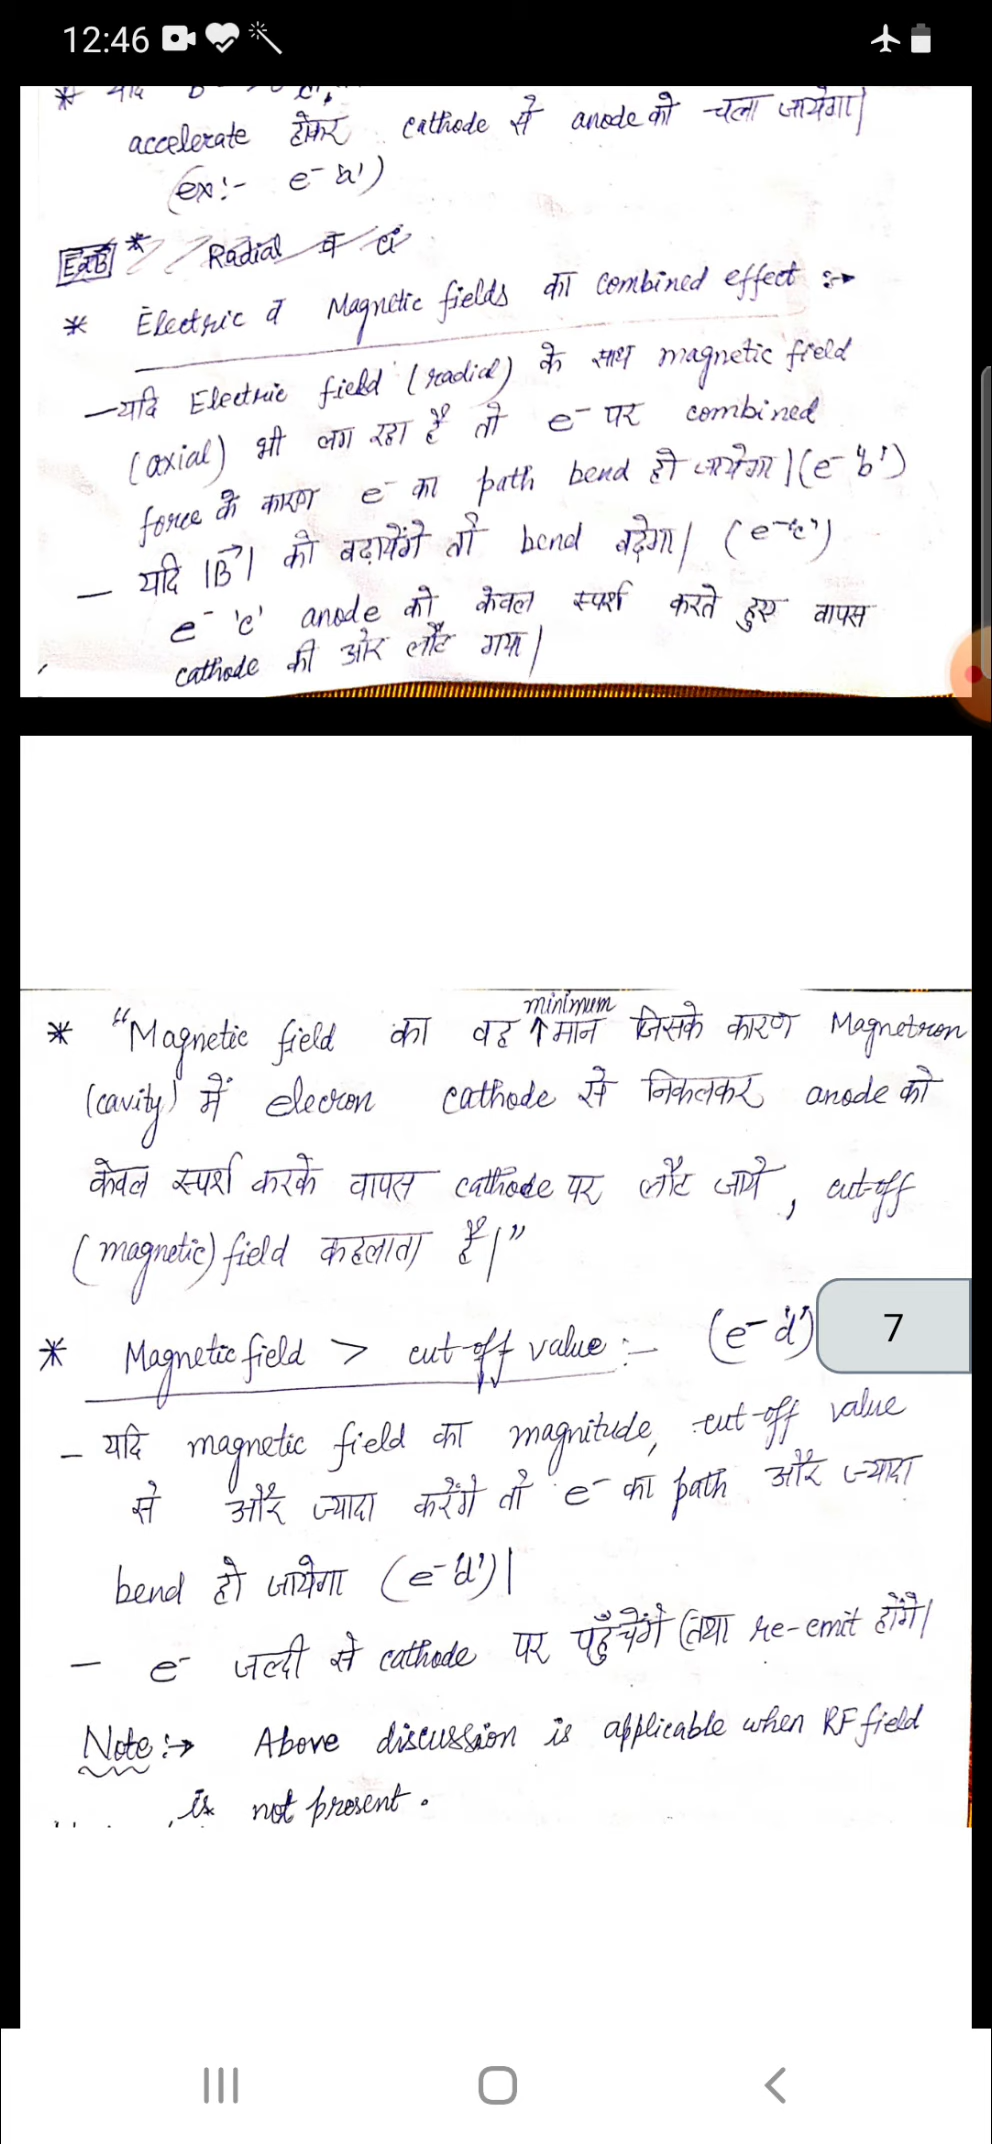 12:46
* यदि B
accelerate होकर cathode से anode को चला जायेगा|
(ex:- e⁻ 'a')
E & B * Radial व
* Electric व Magnetic fields का combined effect :→
— यदि Electric field (radial) के साथ magnetic field
(axial) भी लग रहा है तो e⁻ पर combined
force के कारण e⁻ का path bend हो जायेगा|(e⁻ 'b')
— यदि |B⃗| को बढ़ायेंगे तो bend बढ़ेगा| (e⁻ 'c')
e⁻ 'c' anode को केवल स्पर्श करते हुए वापस
cathode की ओर लौट गया|
minimum
* "Magnetic field का वह ↑ मान जिसके कारण Magnetron
(cavity) में elecron cathode से निकलकर anode को
केवल स्पर्श करके वापस cathode पर लौट जाये, cut-off
(magnetic) field कहलाता है|"
* Magnetic field > cut-off value :— (e⁻ 'd')
7
— यदि magnetic field का magnitude, cut-off value
से और ज्यादा करेंगे तो e⁻ का path और ज्यादा
bend हो जायेगा (e⁻ 'd')|
— e⁻ जल्दी से cathode पर पहुँचेंगे (तथा re-emit होंगे|
Note :→ Above discussion is applicable when RF field
is not present.